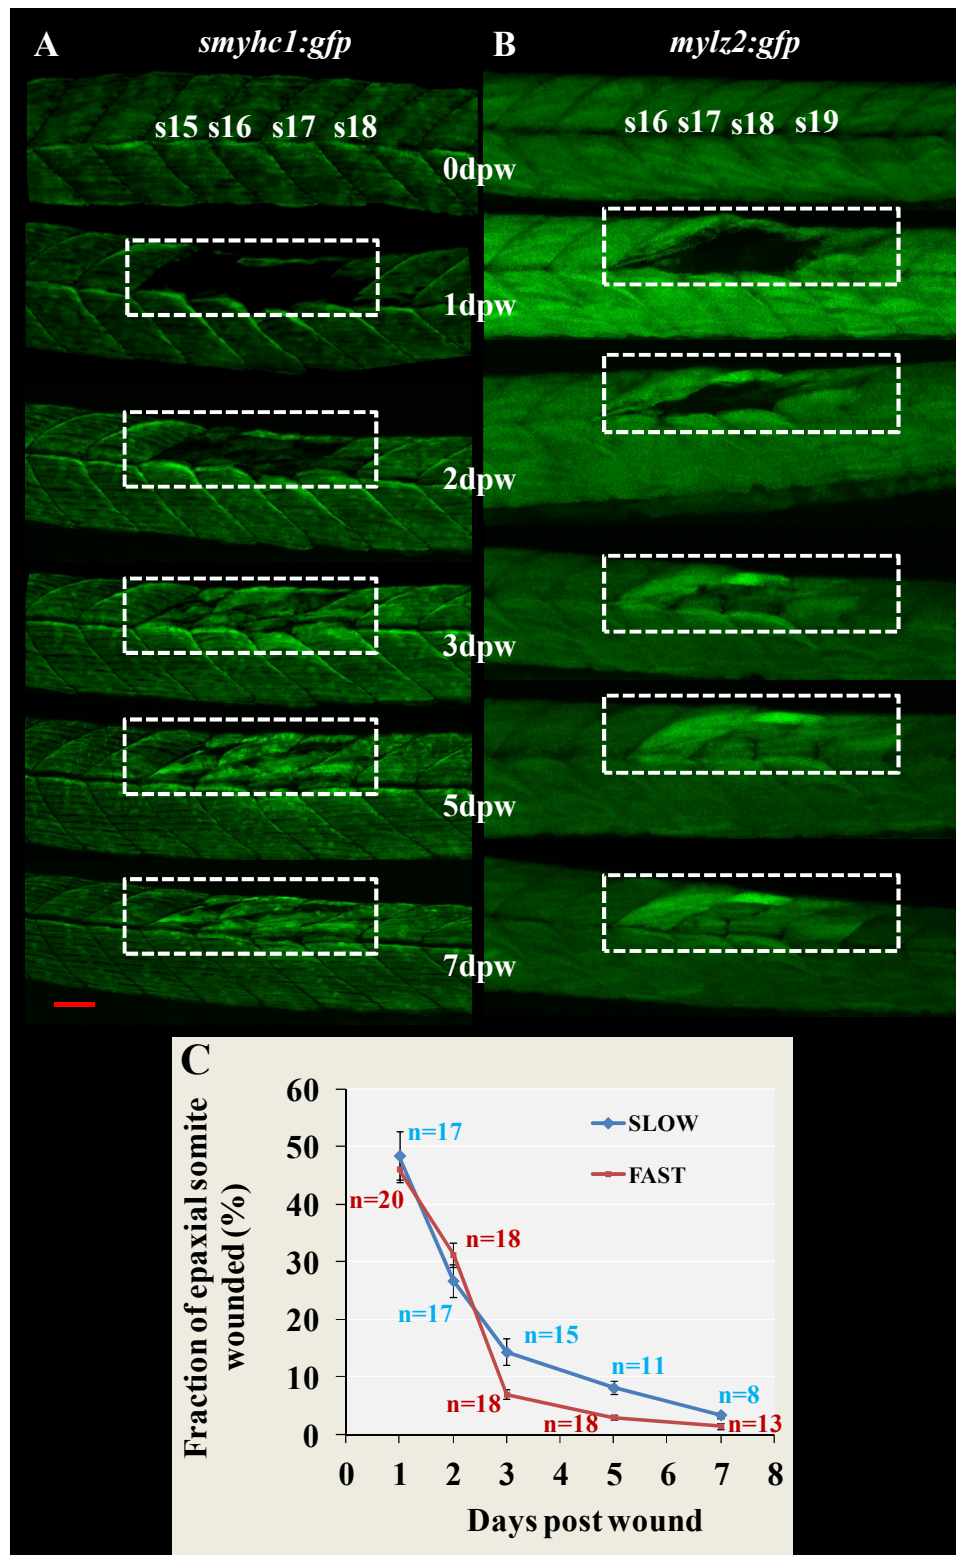 A
smyhc1:gfp
B
mylz2:gfp
s15 s16 s17 s18
s16 s17 s18 s19
0dpw
1dpw
2dpw
3dpw
5dpw
7dpw
C
Fraction of epaxial somite
wounded (%)
60
50
40
30
20
10
0
n=17
n=20
n=18
n=17
n=15
n=18
n=11
n=18
n=8
n=13
SLOW
FAST
0 1 2 3 4 5 6 7 8
Days post wound